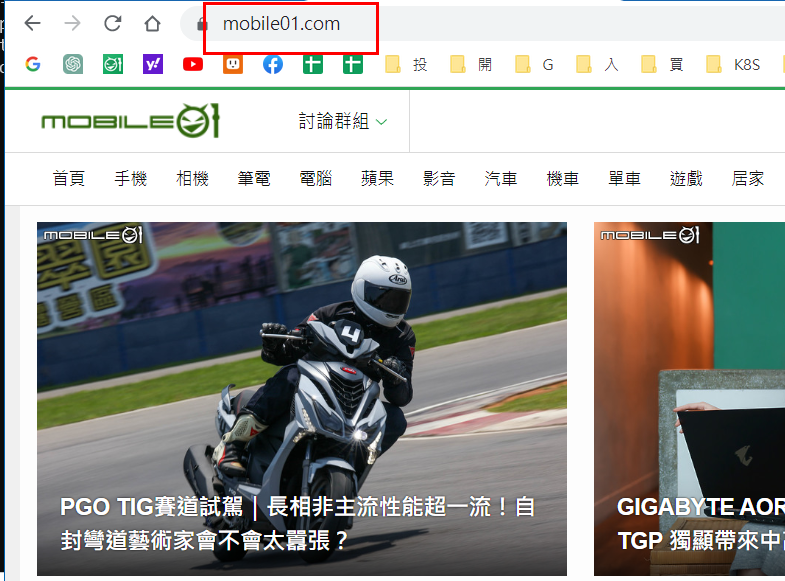 mobile01.com
投
開
G
入
買
K8S
MOBILE01
討論群組
首頁
手機
相機
筆電
電腦
蘋果
影音
汽車
機車
單車
遊戲
居家
MOBILE01
PGO TIG賽道試駕｜長相非主流性能超一流！自
封彎道藝術家會不會太囂張？
4
Arai
MOBILE01
GIGABYTE AOR
TGP 獨顯帶來中